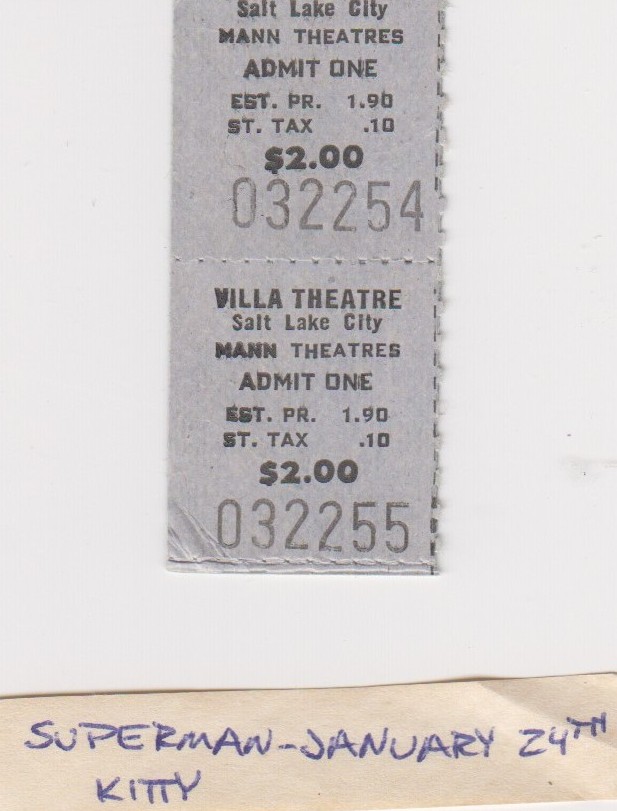 Salt Lake City
MANN THEATRES
ADMIT ONE
EST. PR. 1.90
ST. TAX .10
$2.00
032254
VILLA THEATRE
Salt Lake City
MANN THEATRES
ADMIT ONE
EST. PR. 1.90
ST. TAX .10
$2.00
032255
SUPERMAN-JANUARY 24TH
KITTY